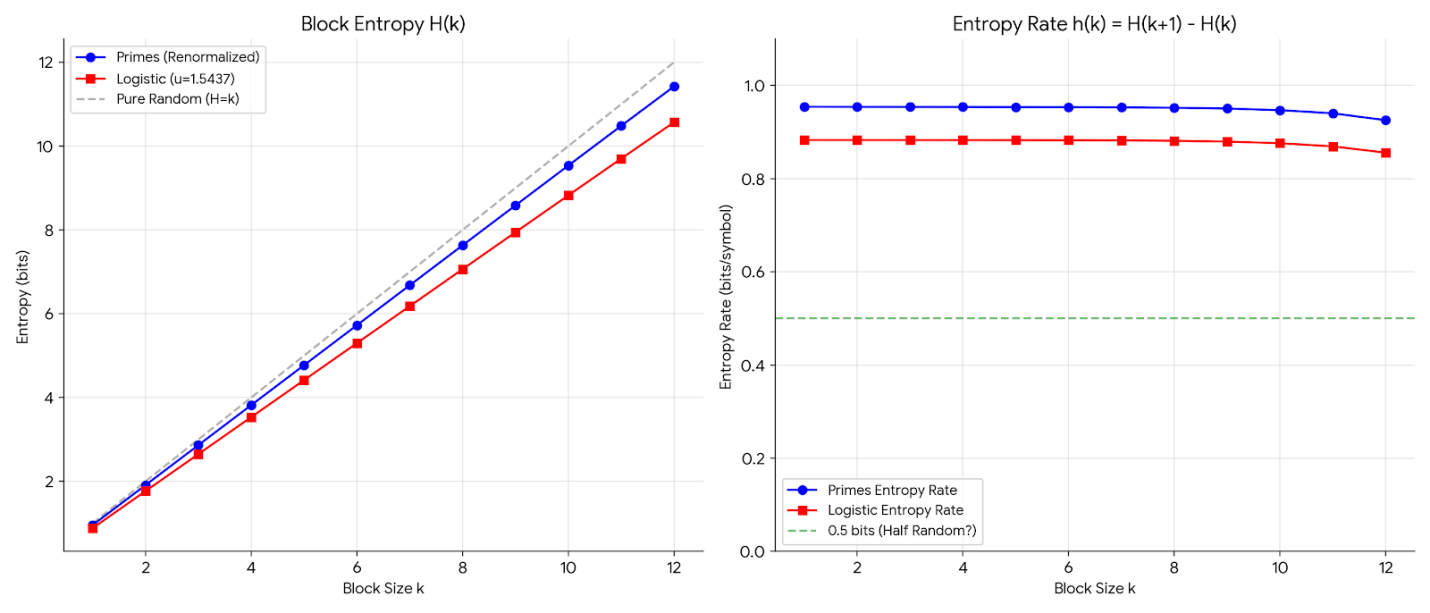 Block Entropy H(k)
Primes (Renormalized)
Logistic (u=1.5437)
Pure Random (H=k)
12
10
8
6
4
2
Entropy (bits)
2
4
6
8
10
12
Block Size k
Entropy Rate h(k) = H(k+1) - H(k)
1.0
0.8
0.6
0.4
0.2
0.0
Entropy Rate (bits/symbol)
Primes Entropy Rate
Logistic Entropy Rate
0.5 bits (Half Random?)
2
4
6
8
10
12
Block Size k